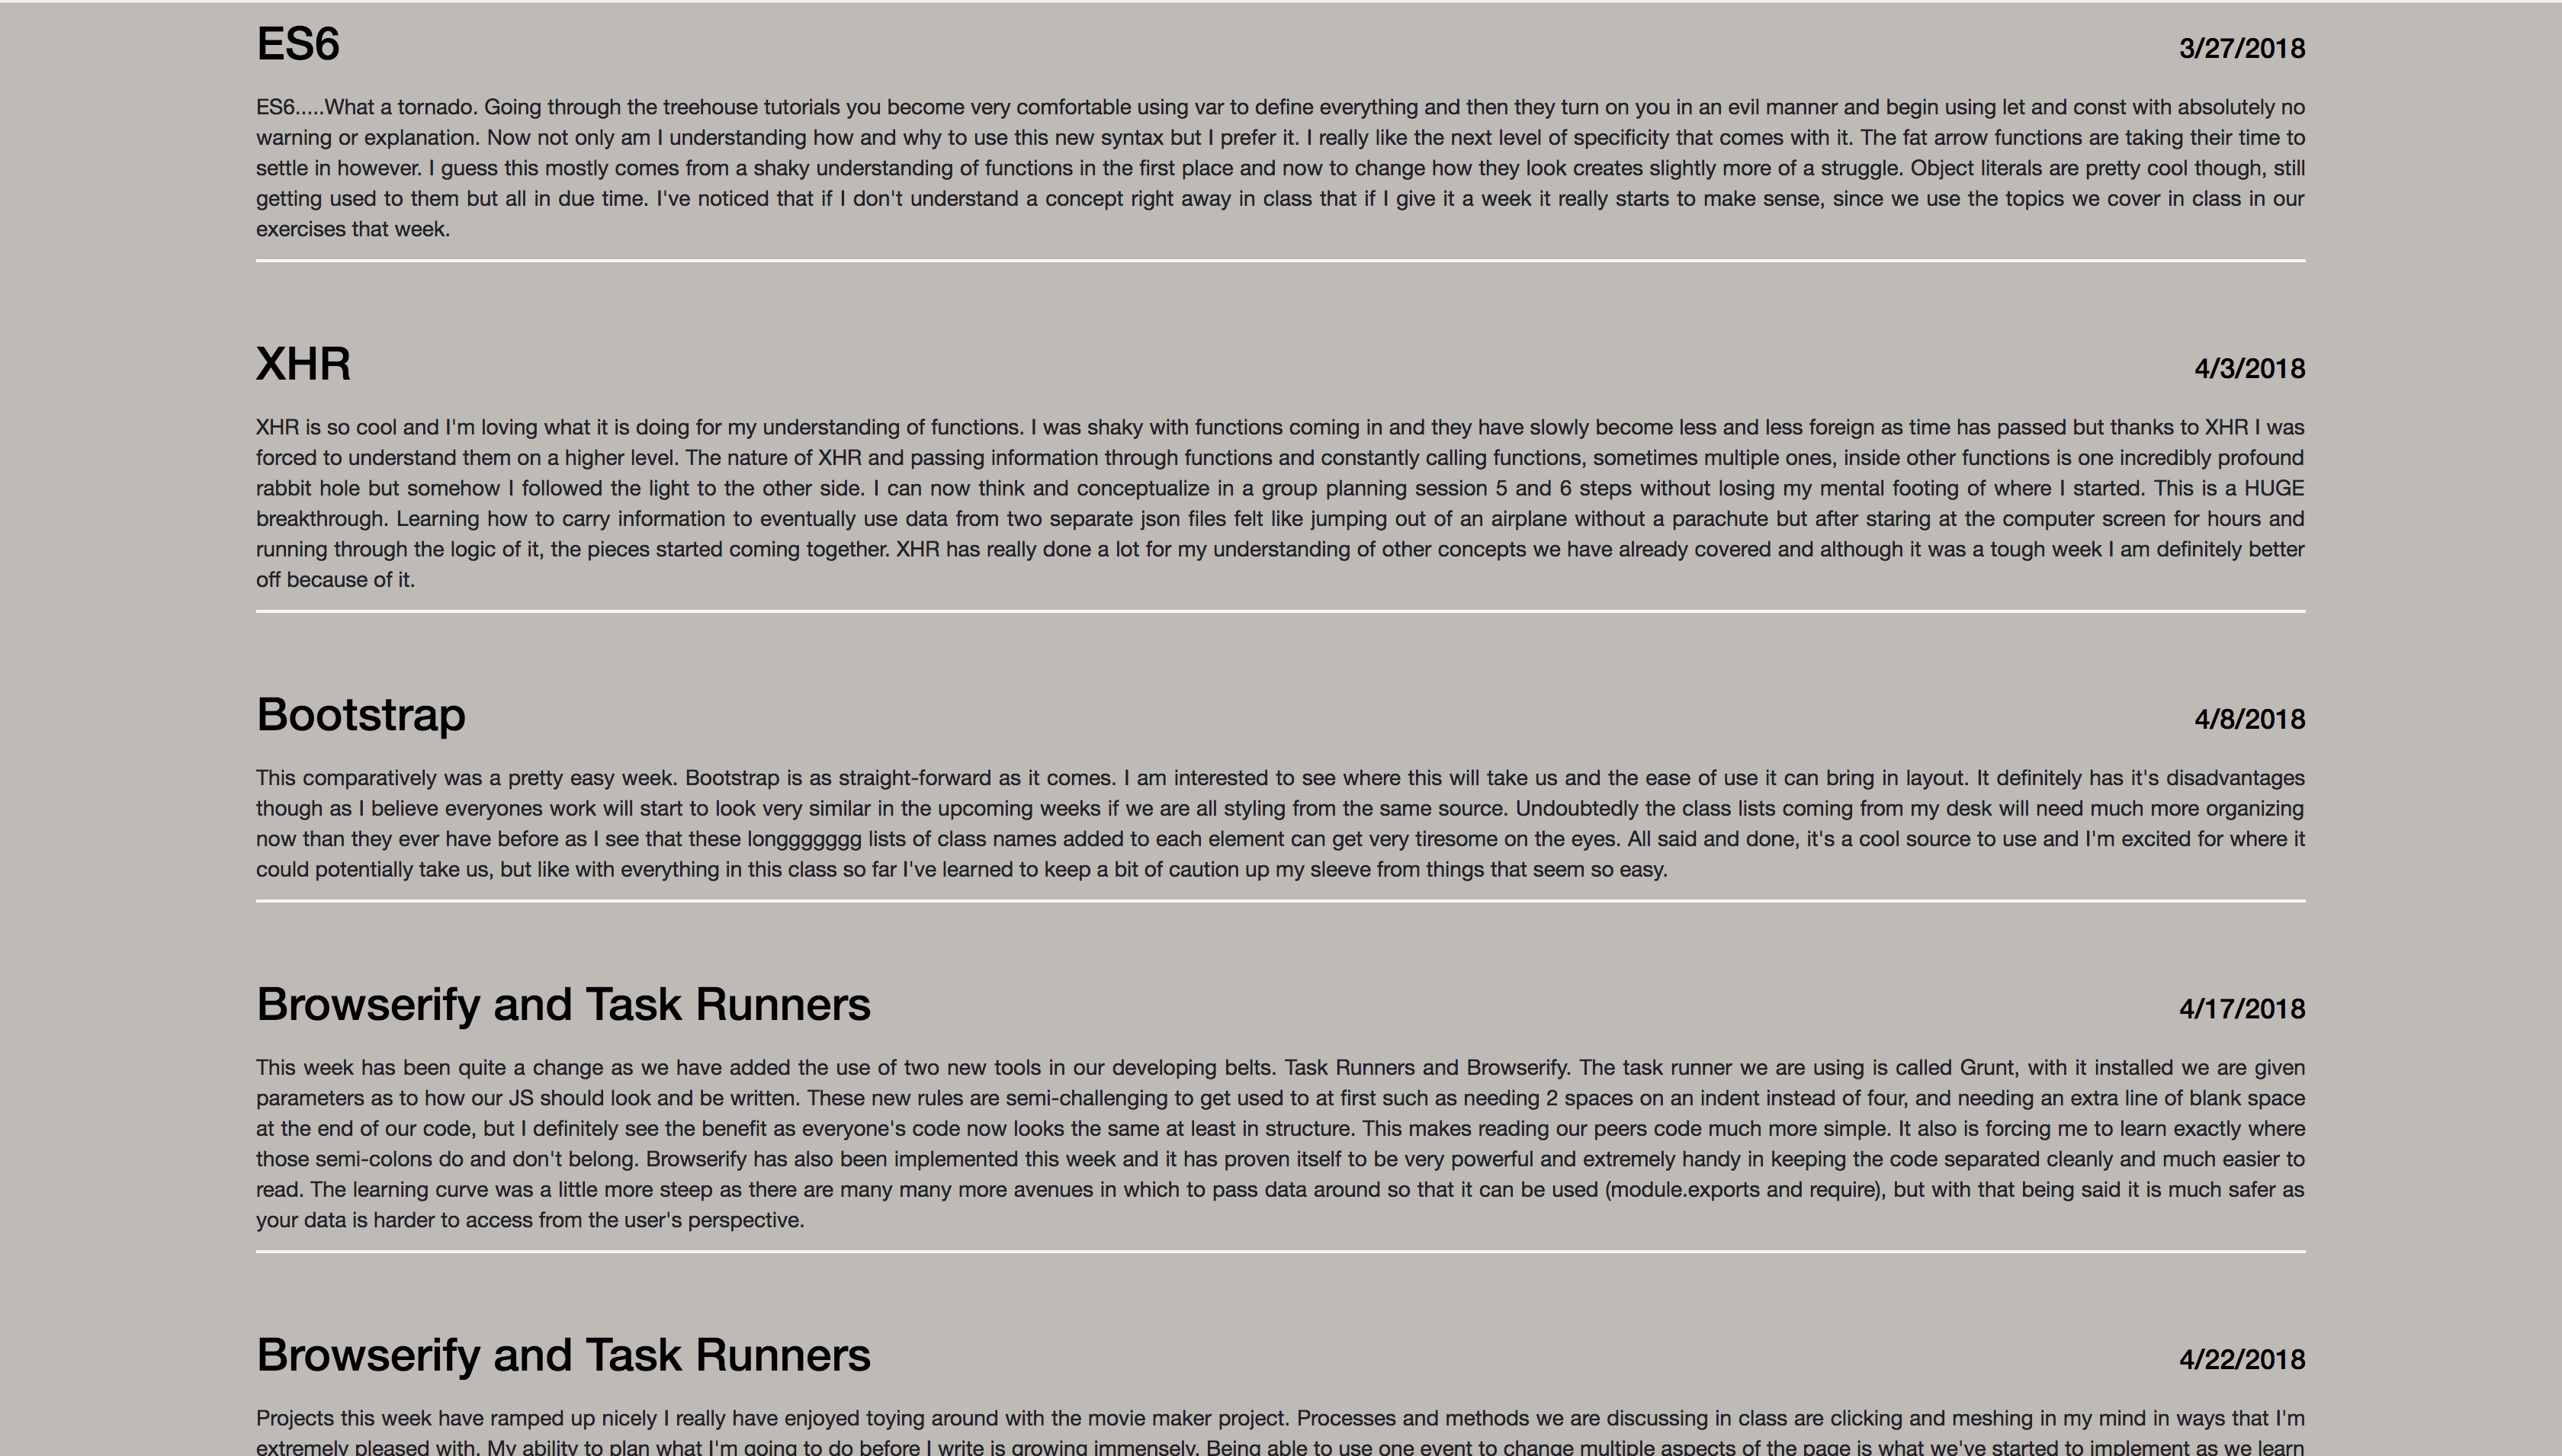 ES6
3/27/2018
ES6.....What a tornado. Going through the treehouse tutorials you become very comfortable using var to define everything and then they turn on you in an evil manner and begin using let and const with absolutely no
warning or explanation. Now not only am I understanding how and why to use this new syntax but I prefer it. I really like the next level of specificity that comes with it. The fat arrow functions are taking their time to
settle in however. I guess this mostly comes from a shaky understanding of functions in the first place and now to change how they look creates slightly more of a struggle. Object literals are pretty cool though, still
getting used to them but all in due time. I've noticed that if I don't understand a concept right away in class that if I give it a week it really starts to make sense, since we use the topics we cover in class in our
exercises that week.
XHR
4/3/2018
XHR is so cool and I'm loving what it is doing for my understanding of functions. I was shaky with functions coming in and they have slowly become less and less foreign as time has passed but thanks to XHR I was
forced to understand them on a higher level. The nature of XHR and passing information through functions and constantly calling functions, sometimes multiple ones, inside other functions is one incredibly profound
rabbit hole but somehow I followed the light to the other side. I can now think and conceptualize in a group planning session 5 and 6 steps without losing my mental footing of where I started. This is a HUGE
breakthrough. Learning how to carry information to eventually use data from two separate json files felt like jumping out of an airplane without a parachute but after staring at the computer screen for hours and
running through the logic of it, the pieces started coming together. XHR has really done a lot for my understanding of other concepts we have already covered and although it was a tough week I am definitely better
off because of it.
Bootstrap
4/8/2018
This comparatively was a pretty easy week. Bootstrap is as straight-forward as it comes. I am interested to see where this will take us and the ease of use it can bring in layout. It definitely has it's disadvantages
though as I believe everyones work will start to look very similar in the upcoming weeks if we are all styling from the same source. Undoubtedly the class lists coming from my desk will need much more organizing
now than they ever have before as I see that these longggggggg lists of class names added to each element can get very tiresome on the eyes. All said and done, it's a cool source to use and I'm excited for where it
could potentially take us, but like with everything in this class so far I've learned to keep a bit of caution up my sleeve from things that seem so easy.
Browserify and Task Runners
4/17/2018
This week has been quite a change as we have added the use of two new tools in our developing belts. Task Runners and Browserify. The task runner we are using is called Grunt, with it installed we are given
parameters as to how our JS should look and be written. These new rules are semi-challenging to get used to at first such as needing 2 spaces on an indent instead of four, and needing an extra line of blank space
at the end of our code, but I definitely see the benefit as everyone's code now looks the same at least in structure. This makes reading our peers code much more simple. It also is forcing me to learn exactly where
those semi-colons do and don't belong. Browserify has also been implemented this week and it has proven itself to be very powerful and extremely handy in keeping the code separated cleanly and much easier to
read. The learning curve was a little more steep as there are many many more avenues in which to pass data around so that it can be used (module.exports and require), but with that being said it is much safer as
your data is harder to access from the user's perspective.
Browserify and Task Runners
4/22/2018
Projects this week have ramped up nicely I really have enjoyed toying around with the movie maker project. Processes and methods we are discussing in class are clicking and meshing in my mind in ways that I'm
extremely pleased with. My ability to plan what I'm going to do before I write is growing immensely. Being able to use one event to change multiple aspects of the page is what we've started to implement as we learn